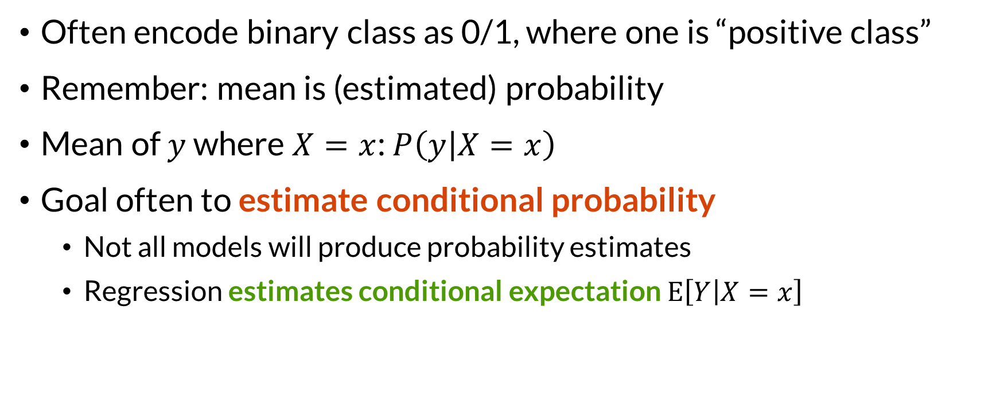 • Often encode binary class as 0/1, where one is “positive class”
• Remember: mean is (estimated) probability
• Mean of y where X = x: P(y|X = x)
• Goal often to estimate conditional probability
• Not all models will produce probability estimates
• Regression estimates conditional expectation E[Y|X = x]